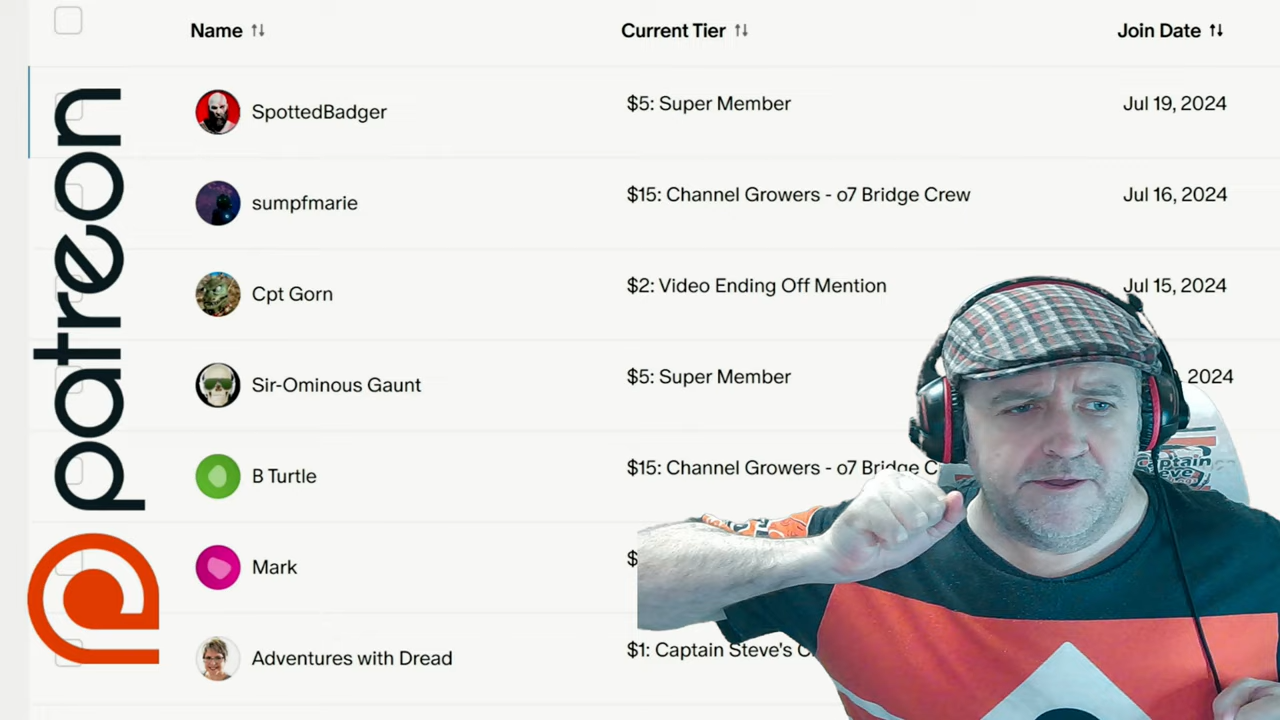 Name Current Tier Join Date
SpottedBadger $5: Super Member Jul 19, 2024
sumpfmarie $15: Channel Growers - o7 Bridge Crew Jul 16, 2024
Cpt Gorn $2: Video Ending Off Mention Jul 15, 2024
Sir-Ominous Gaunt $5: Super Member 2024
B Turtle $15: Channel Growers - o7 Bridge C
Mark $
Adventures with Dread $1: Captain Steve's C
patreon
Captain